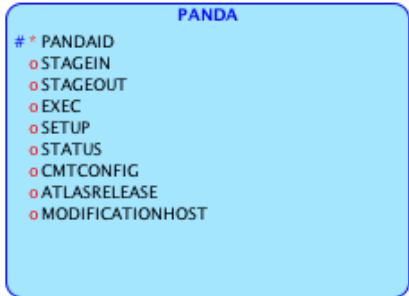 PANDA
# * PANDAID
o STAGEIN
o STAGEOUT
o EXEC
o SETUP
o STATUS
o CMTCONFIG
o ATLASRELEASE
o MODIFICATIONHOST